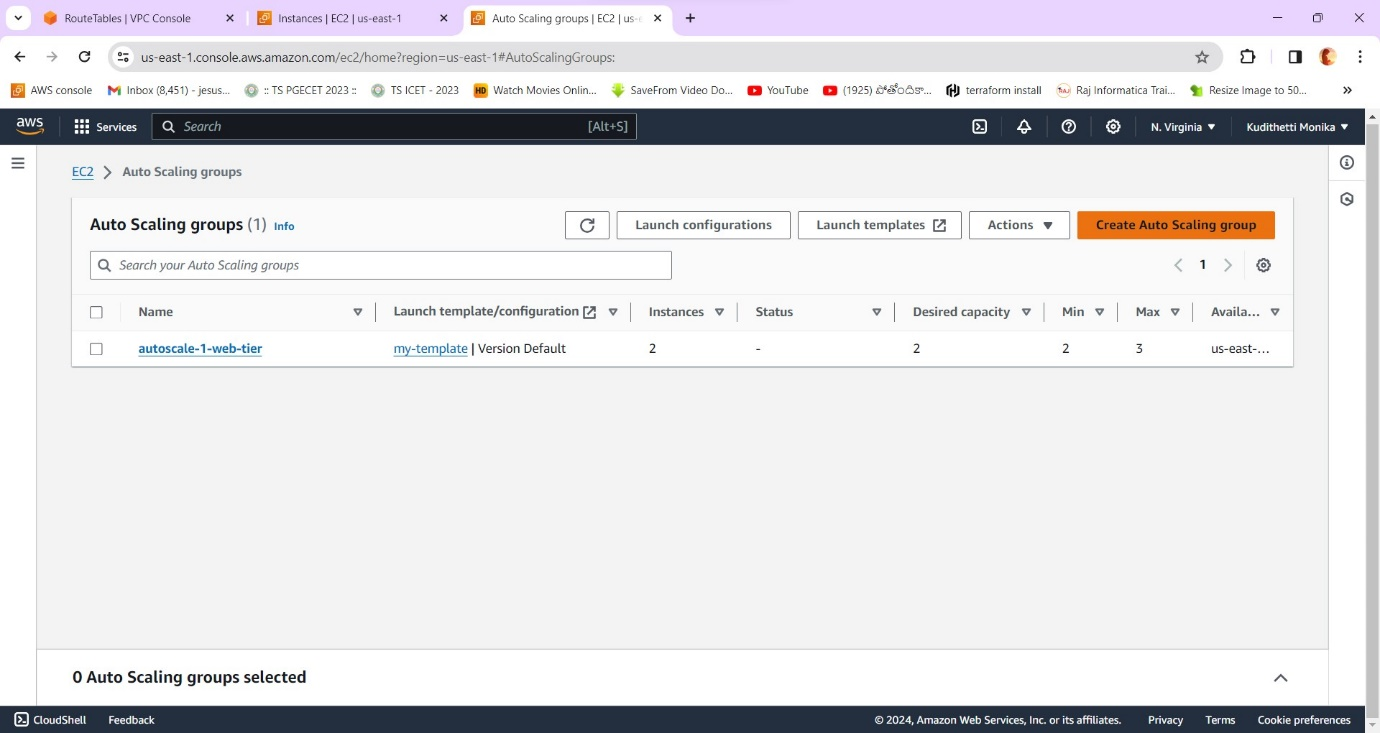 RouteTables | VPC Console
Instances | EC2 | us-east-1
Auto Scaling groups | EC2 | us-e
us-east-1.console.aws.amazon.com/ec2/home?region=us-east-1#AutoScalingGroups:
AWS console Inbox (8,451) - jesus... :: TS PGECET 2023 :: TS ICET - 2023 HD Watch Movies Onlin... SaveFrom Video Do... YouTube (1925) terraform install Raj Informatica Trai... Resize Image to 50... »
aws Services Search [Alt+S] N. Virginia Kudithetti Monika
EC2 Auto Scaling groups
Auto Scaling groups (1) Info Launch configurations Launch templates Actions Create Auto Scaling group
Search your Auto Scaling groups 1
Name Launch template/configuration Instances Status Desired capacity Min Max Availa...
autoscale-1-web-tier my-template | Version Default 2 - 2 2 3 us-east-...
0 Auto Scaling groups selected
CloudShell Feedback © 2024, Amazon Web Services, Inc. or its affiliates. Privacy Terms Cookie preferences